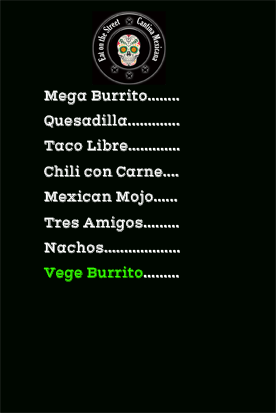 Eat on the Street Cantina Mexicana
Mega Burrito........
Quesadilla.............
Taco Libre.............
Chili con Carne....
Mexican Mojo......
Tres Amigos.........
Nachos...................
Vege Burrito.........